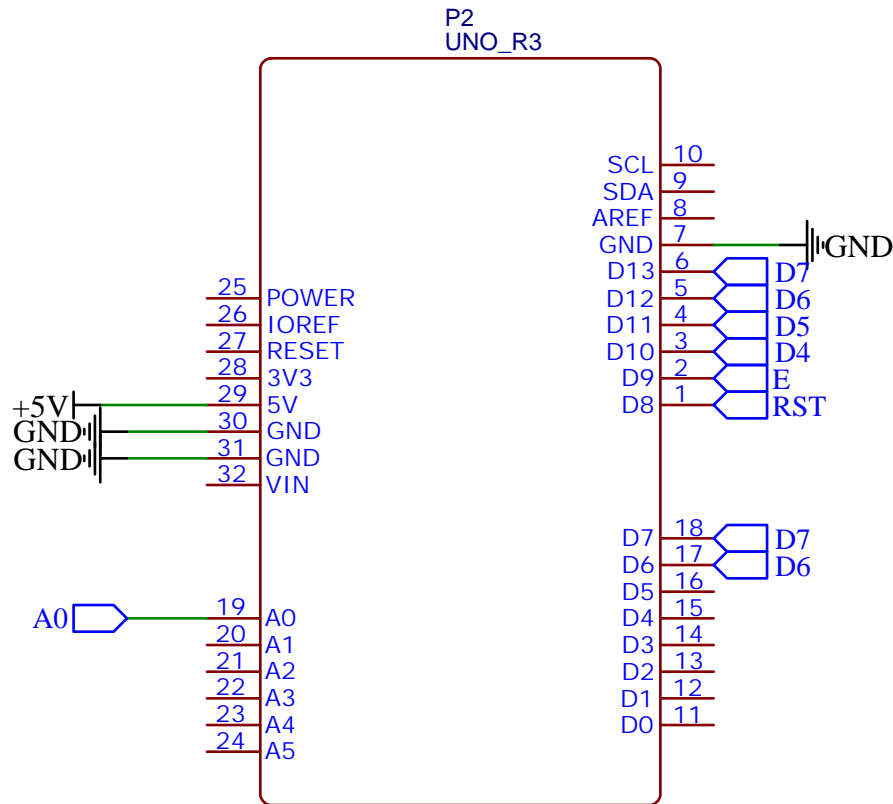 P2
UNO_R3
SCL 10
SDA 9
AREF 8
GND 7 GND
D13 6 D7
25 POWER D12 5 D6
26 IOREF D11 4 D5
27 RESET D10 3 D4
28 3V3 D9 2 E
+5V 29 5V D8 1 RST
GND 30 GND
GND 31 GND
32 VIN
D7 18 D7
D6 17 D6
D5 16
A0 19 A0 D4 15
20 A1 D3 14
21 A2 D2 13
22 A3 D1 12
23 A4 D0 11
24 A5